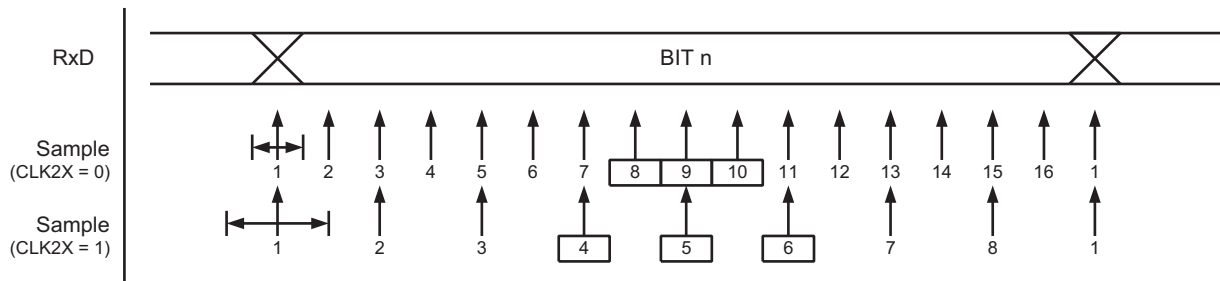 RxD BIT n
Sample
(CLK2X = 0) 1 2 3 4 5 6 7 8 9 10 11 12 13 14 15 16 1
Sample
(CLK2X = 1) 1 2 3 4 5 6 7 8 1